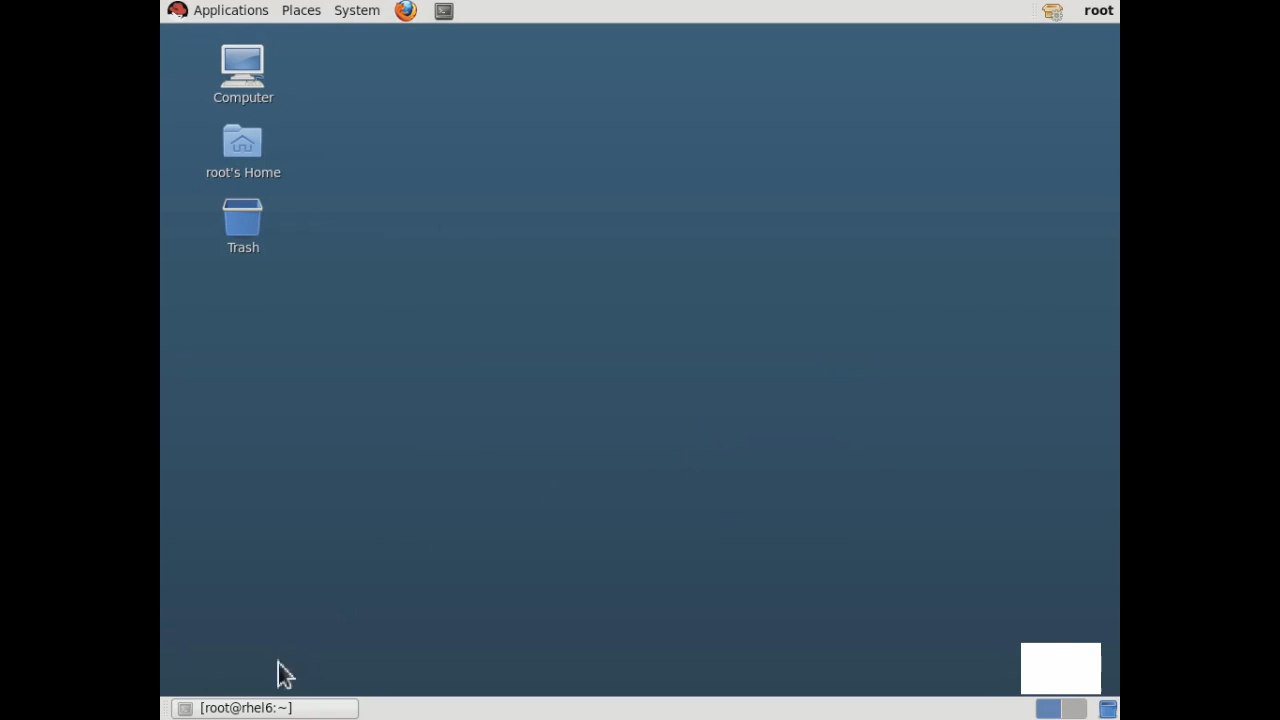 Applications Places System root
Computer
root's Home
Trash
[root@rhel6:~]